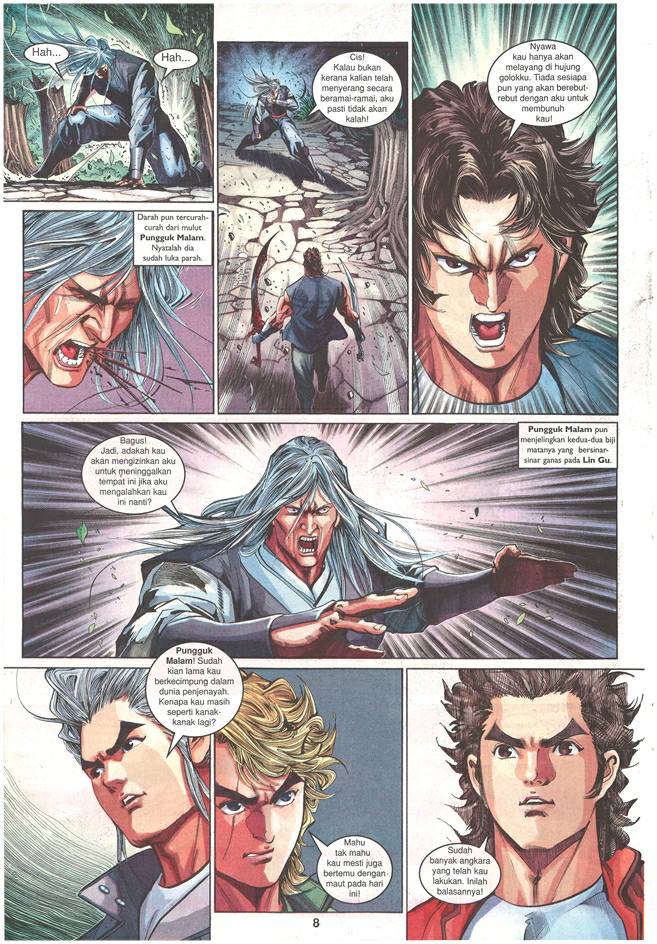 Hah...
Hah...
Cis!
Kalau bukan
kerana kalian telah
menyerang secara
beramai-ramai, aku
pasti tidak akan
kalah!
Nyawa
kau hanya akan
melayang di hujung
golokku. Tiada sesiapa
pun yang akan berebut-
rebut dengan aku untuk
membunuh
kau!
Darah pun tercurah-
curah dari mulut
Pungguk Malam.
Nyatalah dia
sudah luka parah.
Bagus!
Jadi, adakah kau
akan mengizinkan aku
untuk meninggalkan
tempat ini jika aku
mengalahkan kau
ini nanti?
Pungguk Malam pun
menjelingkan kedua-dua biji
matanya yang bersinar-
sinar ganas pada Lin Gu.
Pungguk
Malam! Sudah
kian lama kau
berkecimpung dalam
dunia penjenayah.
Kenapa kau masih
seperti kanak-
kanak lagi?
Mahu
tak mahu
kau mesti juga
bertemu dengan-
maut pada hari
ini!
Sudah
banyak angkara
yang telah kau
lakukan. Inilah
balasannya!
8